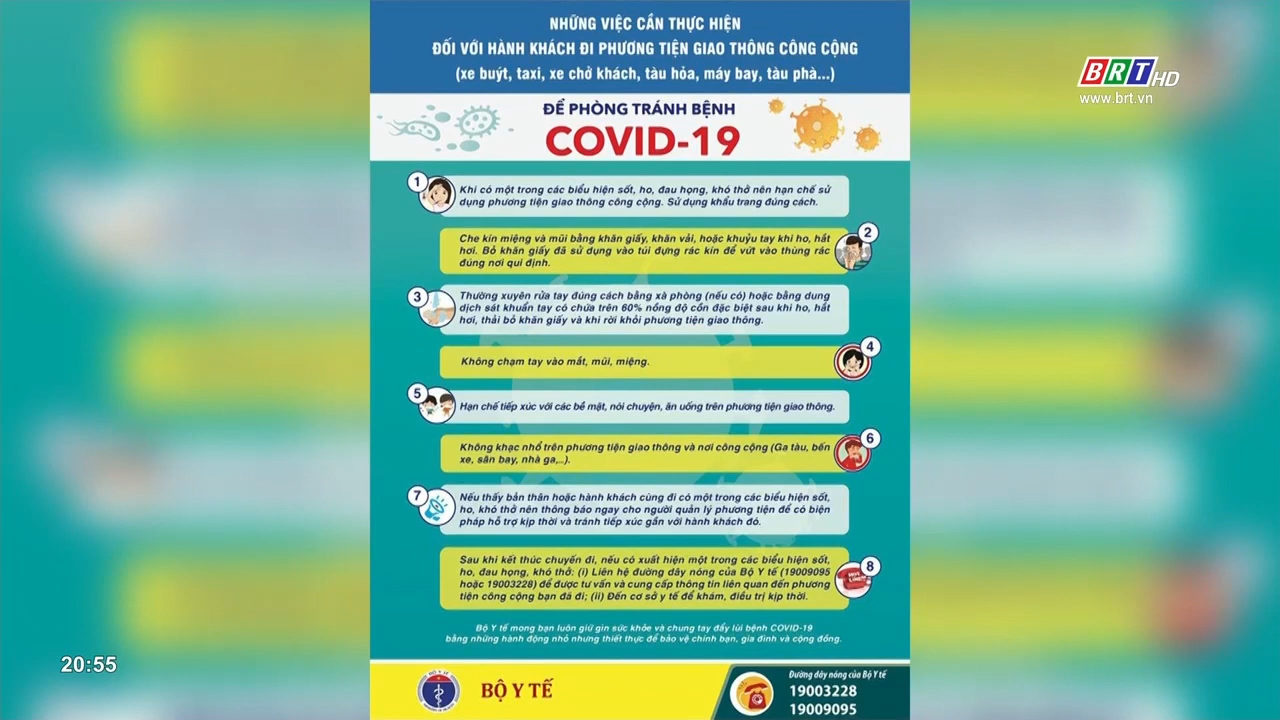 NHỮNG VIỆC CẦN THỰC HIỆN
ĐỐI VỚI HÀNH KHÁCH ĐI PHƯƠNG TIỆN GIAO THÔNG CÔNG CỘNG
(xe buýt, taxi, xe chở khách, tàu hỏa, máy bay, tàu phà...)
BRT HD
www.brt.vn
ĐỂ PHÒNG TRÁNH BỆNH
COVID-19
1
Khi có một trong các biểu hiện sốt, ho, đau họng, khó thở nên hạn chế sử
dụng phương tiện giao thông công cộng. Sử dụng khẩu trang đúng cách.
2
Che kín miệng và mũi bằng khăn giấy, khăn vải, hoặc khuỷu tay khi ho, hắt
hơi. Bỏ khăn giấy đã sử dụng vào túi đựng rác kín để vứt vào thùng rác
đúng nơi qui định.
3
Thường xuyên rửa tay đúng cách bằng xà phòng (nếu có) hoặc bằng dung
dịch sát khuẩn tay có chứa trên 60% nồng độ cồn đặc biệt sau khi ho, hắt
hơi, thải bỏ khăn giấy và khi rời khỏi phương tiện giao thông.
4
Không chạm tay vào mắt, mũi, miệng.
5
Hạn chế tiếp xúc với các bề mặt, nói chuyện, ăn uống trên phương tiện giao thông.
6
Không khạc nhổ trên phương tiện giao thông và nơi công cộng (Ga tàu, bến
xe, sân bay, nhà ga,..).
7
Nếu thấy bản thân hoặc hành khách cùng đi có một trong các biểu hiện sốt,
ho, khó thở nên thông báo ngay cho người quản lý phương tiện để có biện
pháp hỗ trợ kịp thời và tránh tiếp xúc gần với hành khách đó.
8
Sau khi kết thúc chuyến đi, nếu có xuất hiện một trong các biểu hiện sốt,
ho, đau họng, khó thở: (i) Liên hệ đường dây nóng của Bộ Y tế (19009095
hoặc 19003228) để được tư vấn và cung cấp thông tin liên quan đến phương
tiện công cộng bạn đã đi; (ii) Đến cơ sở y tế để khám, điều trị kịp thời.
Bộ Y tế mong bạn luôn giữ gìn sức khỏe và chung tay đẩy lùi bệnh COVID-19
bằng những hành động nhỏ nhưng thiết thực để bảo vệ chính bạn, gia đình và cộng đồng.
20:55
BỘ Y TẾ
Đường dây nóng của Bộ Y tế
19003228
19009095